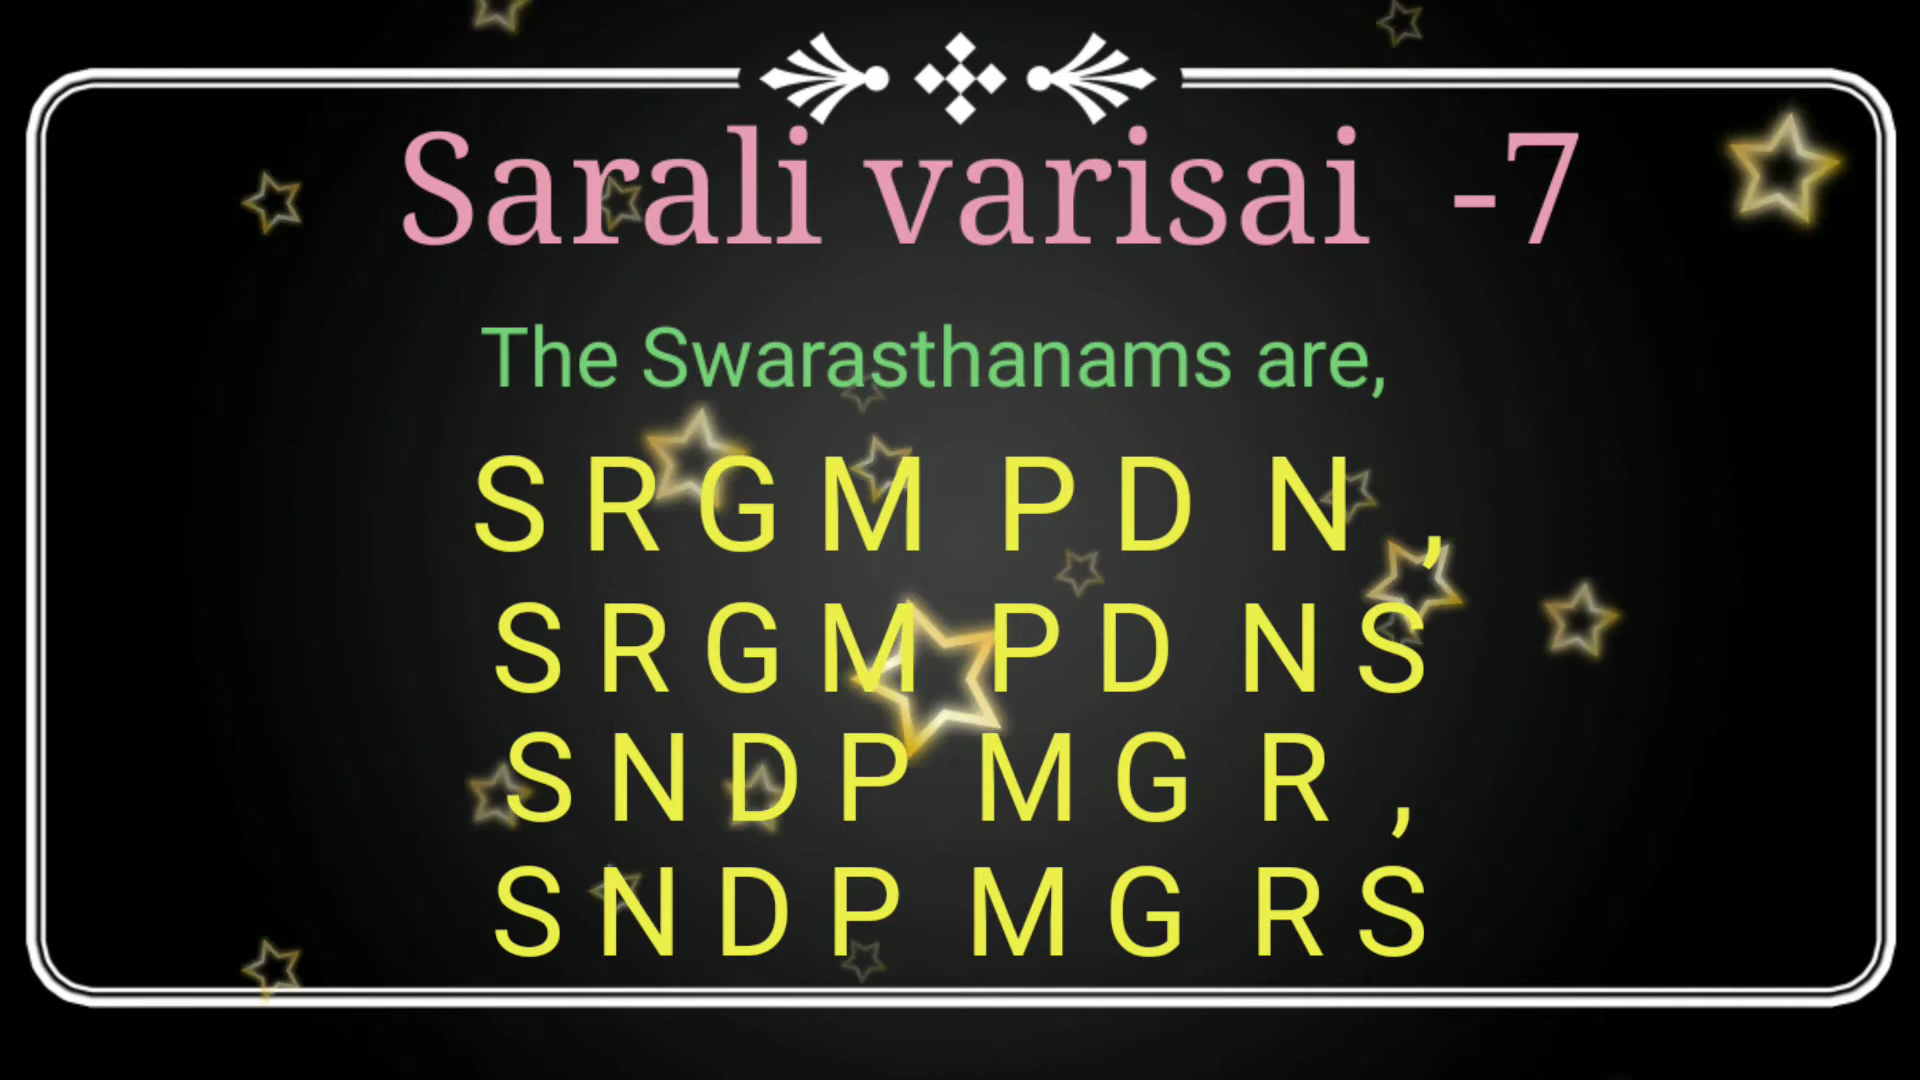 Sarali varisai -7
The Swarasthanams are,
S R G M P D N ,
S R G M P D N S
S N D P M G R ,
S N D P M G R S